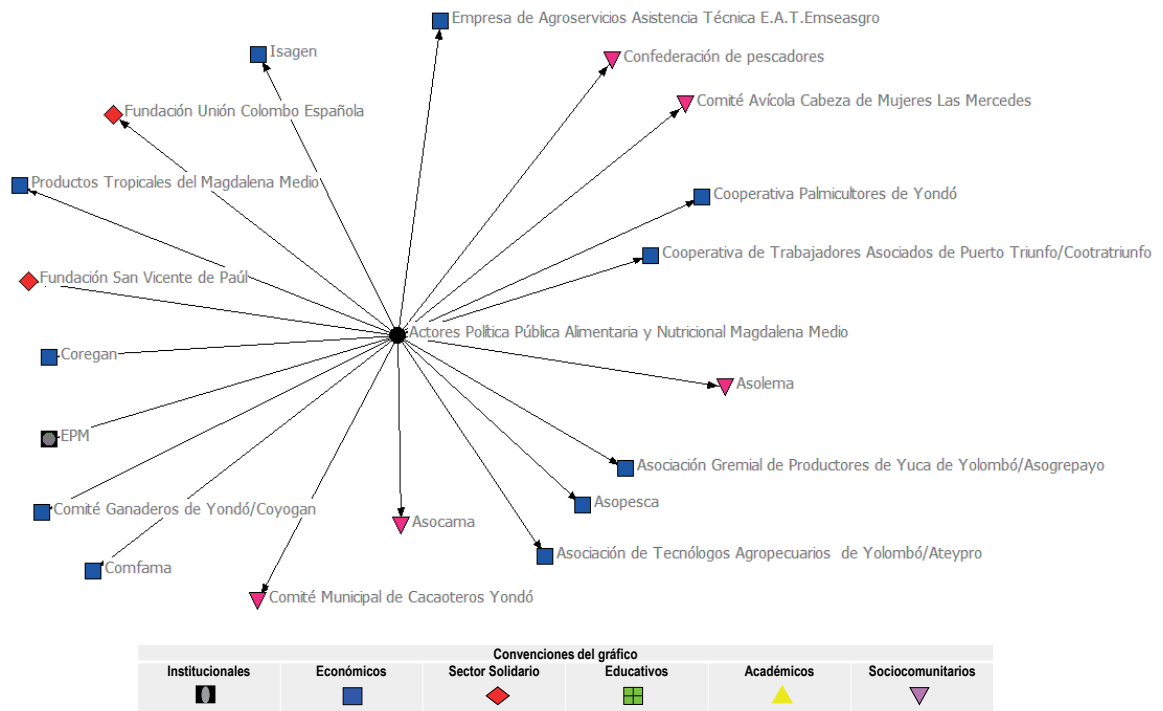 Empresa de Agroservicios Asistencia Técnica E.A.T.Emseasgro
Isagen
Confederación de pescadores
Comité Avícola Cabeza de Mujeres Las Mercedes
Fundación Unión Colombo Española
Productos Tropicales del Magdalena Medio
Cooperativa Palmicultores de Yondó
Cooperativa de Trabajadores Asociados de Puerto Triunfo/Cootratriunfo
Fundación San Vicente de Paúl
Actores Política Pública Alimentaria y Nutricional Magdalena Medio
Coregan
Asolema
EPM
Asociación Gremial de Productores de Yuca de Yolombó/Asogrepayo
Asopesca
Comité Ganaderos de Yondó/Coyogan
Asocama
Asociación de Tecnólogos Agropecuarios de Yolombó/Ateypro
Comfama
Comité Municipal de Cacaoteros Yondó
Convenciones del gráfico
Institucionales Económicos Sector Solidario Educativos Académicos Sociocomunitarios